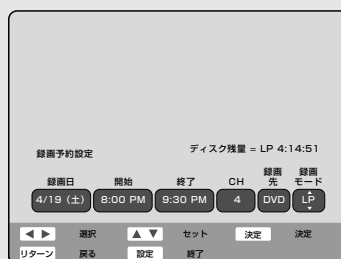 録画予約設定
ディスク残量 = LP 4:14:51
録画日 開始 終了 CH 録画先 録画モード
4/19 (土) 8:00 PM 9:30 PM 4 DVD LP
選択 セット 決定 決定
リターン 戻る 設定 終了